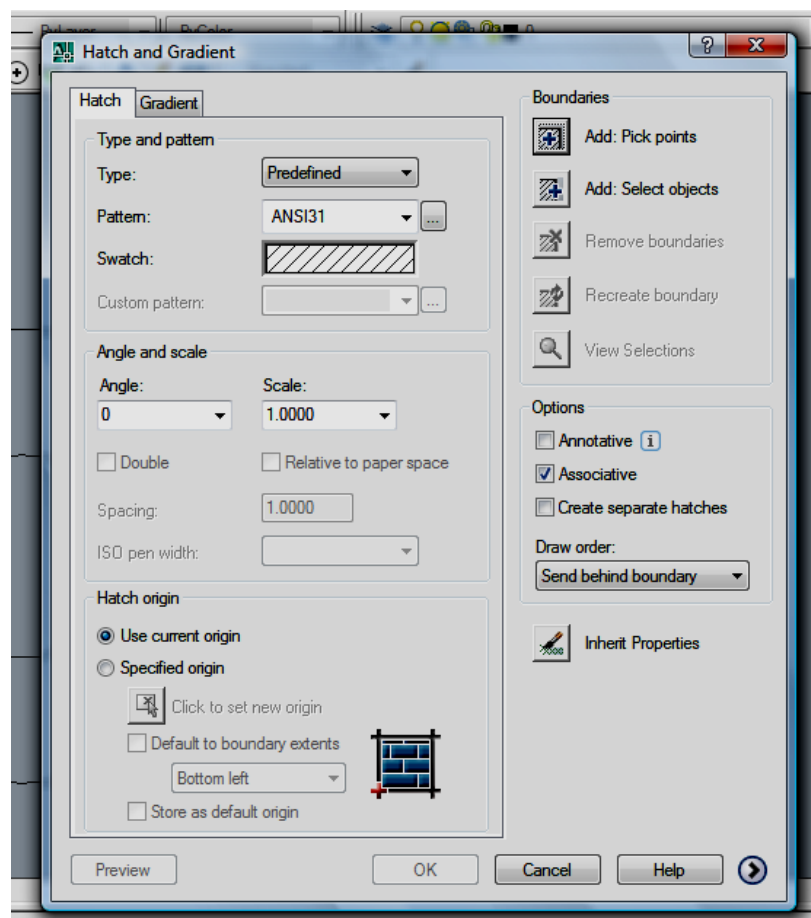 Hatch and Gradient
Hatch Gradient
Type and pattern
Type: Predefined
Pattern: ANSI31 ...
Swatch:
Custom pattern: ...
Angle and scale
Angle: Scale:
0 1.0000
Double Relative to paper space
Spacing: 1.0000
ISO pen width:
Hatch origin
Use current origin
Specified origin
Click to set new origin
Default to boundary extents
Bottom left
Store as default origin
Boundaries
Add: Pick points
Add: Select objects
Remove boundaries
Recreate boundary
View Selections
Options
Annotative i
Associative
Create separate hatches
Draw order:
Send behind boundary
Inherit Properties
Preview OK Cancel Help